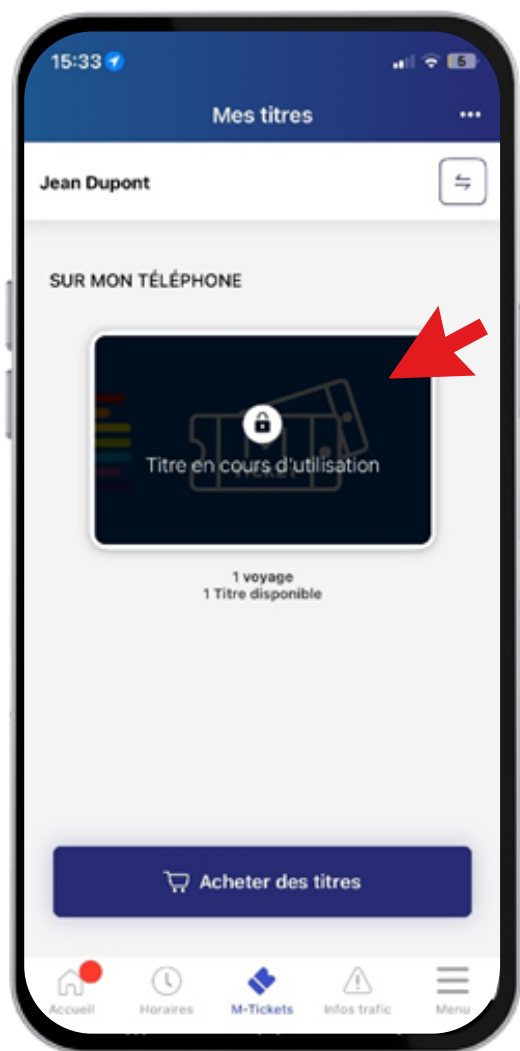 15:33
5
Mes titres
Jean Dupont
SUR MON TÉLÉPHONE
TICKET
Titre en cours d'utilisation
1 voyage
1 Titre disponible
Acheter des titres
Accueil Horaires M-Tickets Infos trafic Menu